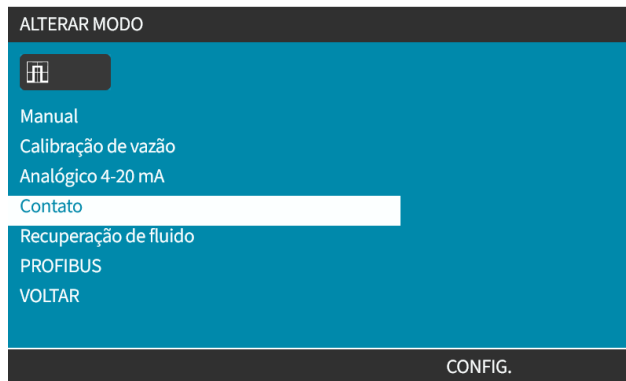 ALTERAR MODO
Manual
Calibração de vazão
Analógico 4-20 mA
Contato
Recuperação de fluido
PROFIBUS
VOLTAR
CONFIG.